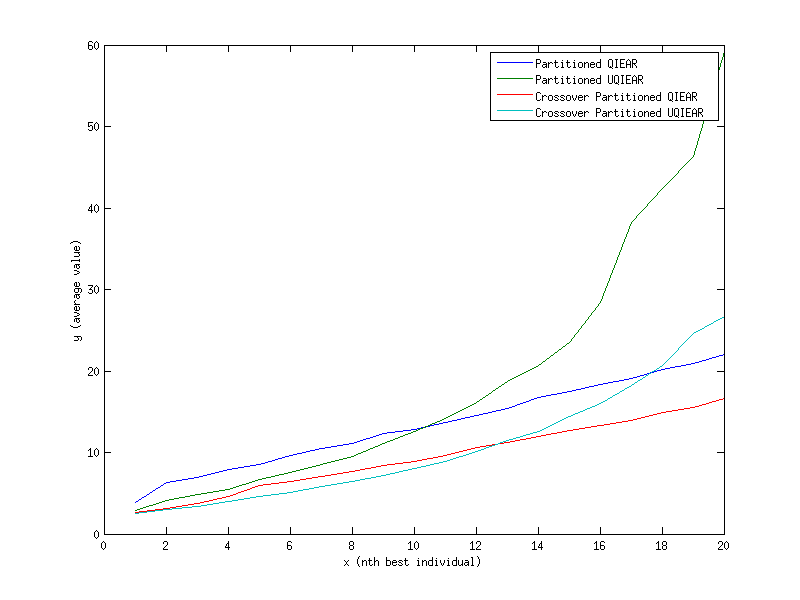 60
50
40
30
20
10
0
y (average value)
Partitioned QIEAR
Partitioned UQIEAR
Crossover Partitioned QIEAR
Crossover Partitioned UQIEAR
0 2 4 6 8 10 12 14 16 18 20
x (nth best individual)